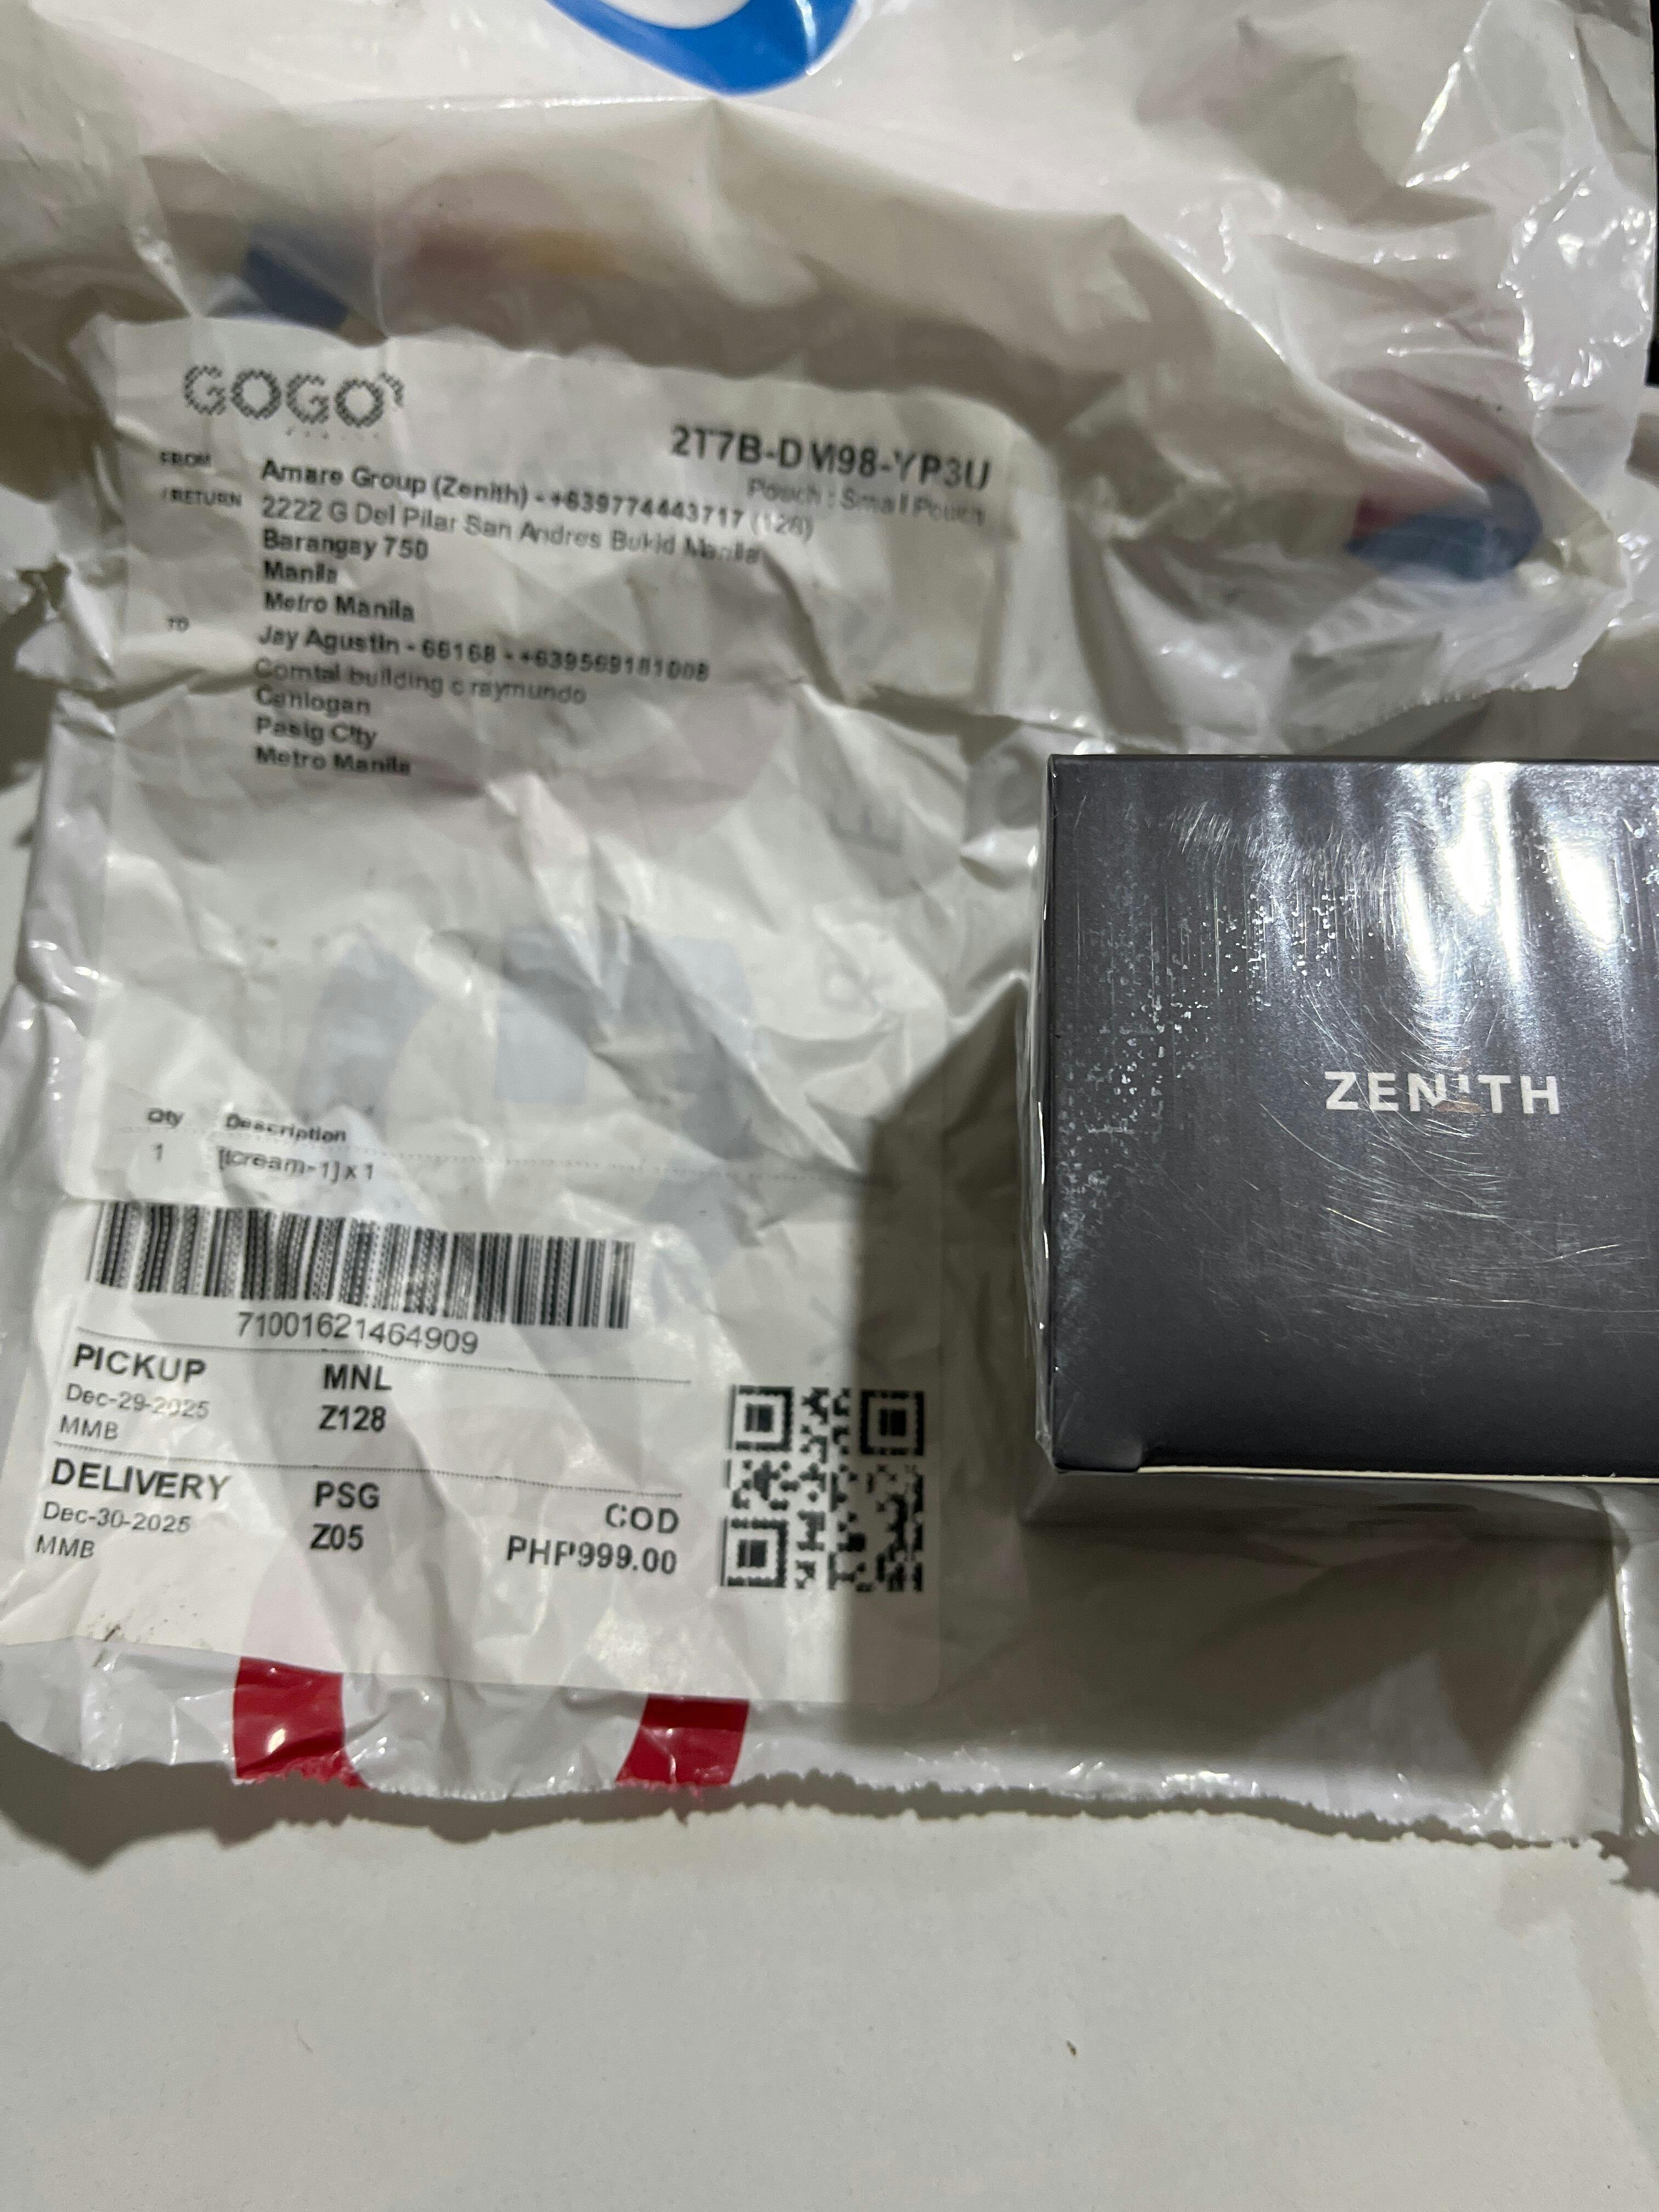 GOGO
2T7B-DM98-YP3U
Pouch : Small Pouch
FROM
/ RETURN
Amare Group (Zenith) - +639774443717 (128)
2222 G Del Pilar San Andres Bukid Manila
Barangay 750
Manila
Metro Manila
TO
Jay Agustin - 66168 - +639569181008
Comtal building c raymundo
Caniogan
Pasig City
Metro Manila
Qty Description
1 [tcream-1] x 1
71001621464909
PICKUP MNL
Dec-29-2025 Z128
MMB
DELIVERY PSG
Dec-30-2025 Z05
MMB
COD
PHP999.00
ZENITH